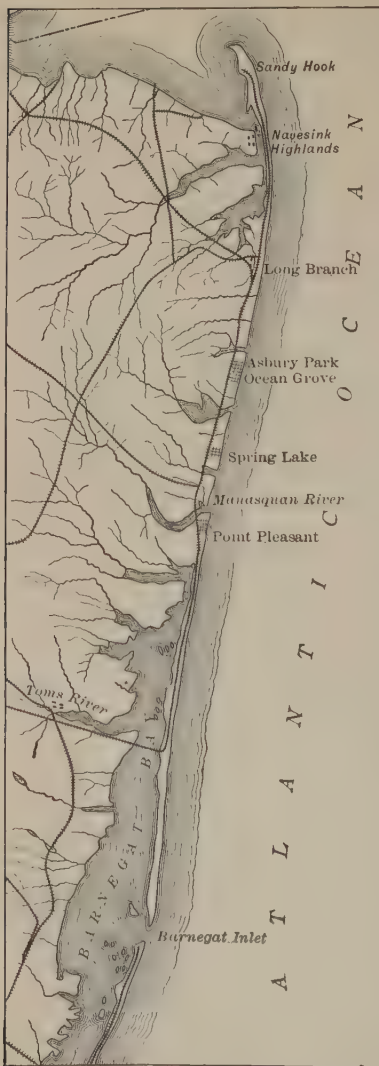 Sandy Hook
Navesink
Highlands
Long Branch
Asbury Park
Ocean Grove
Spring Lake
Manasquan River
Point Pleasant
Toms River
BARNEGAT BAY
Barnegat Inlet
ATLANTIC OCEAN